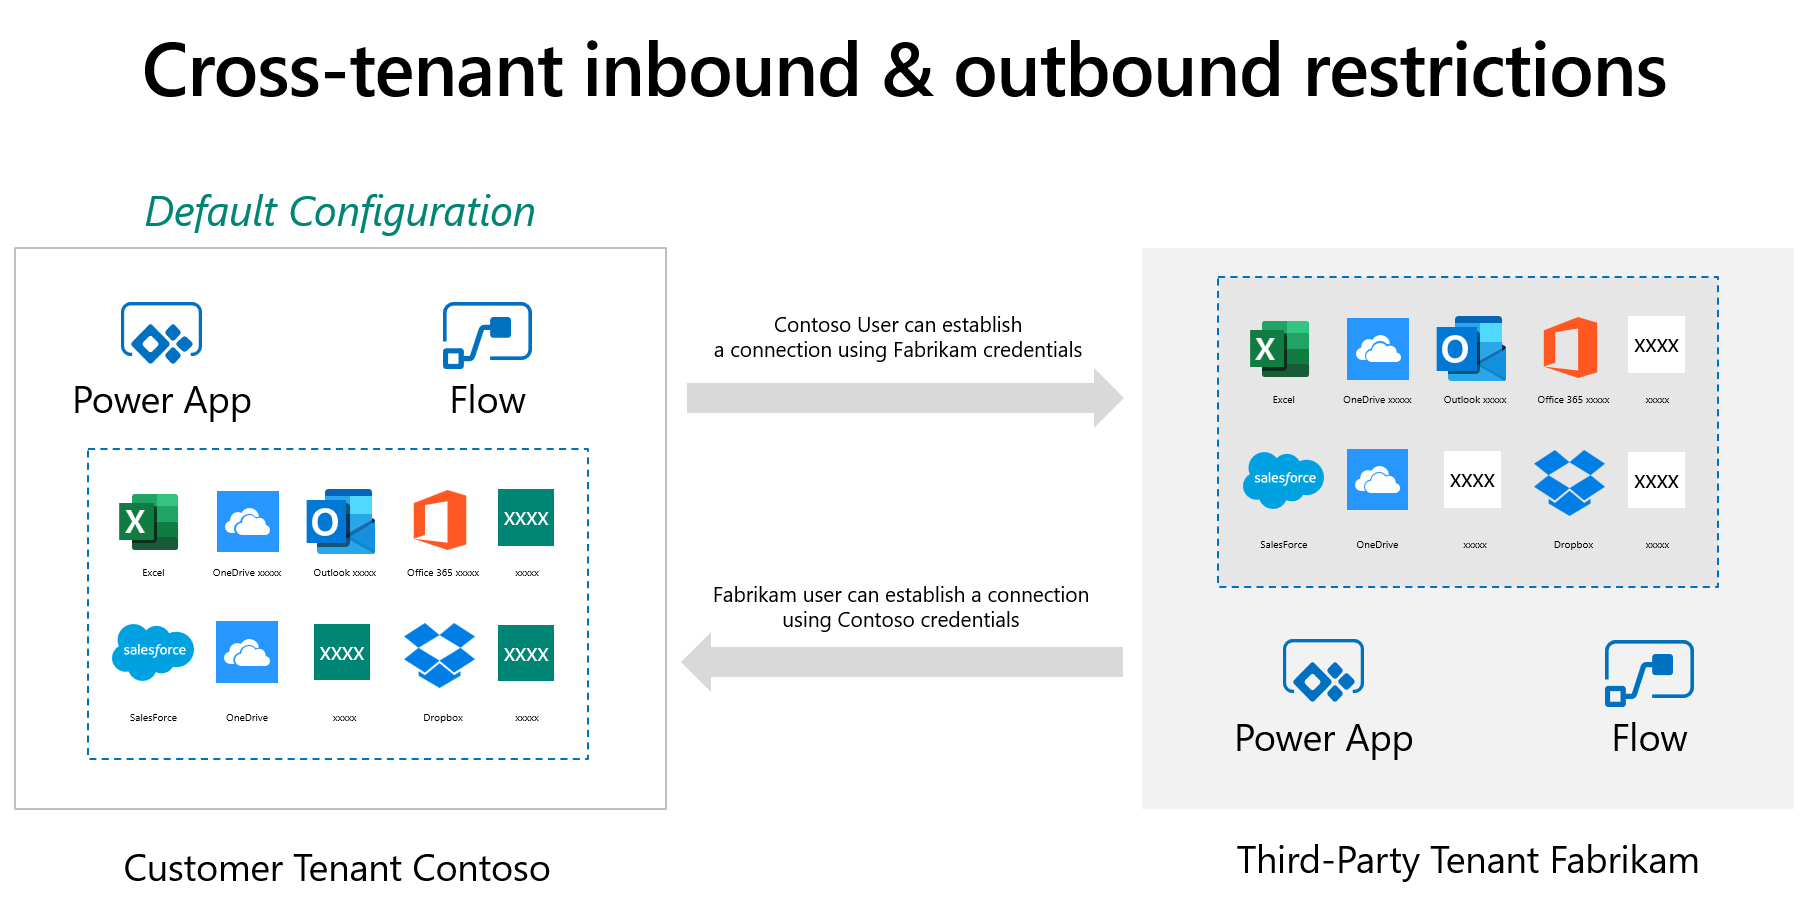 Cross-tenant inbound & outbound restrictions
Default Configuration
Power App
Flow
X
O
XXXX
Excel
OneDrive xxxxx
Outlook xxxxx
Office 365 xxxxx
xxxxx
salesforce
XXXX
XXXX
SalesForce
OneDrive
xxxxx
Dropbox
xxxxx
Customer Tenant Contoso
Contoso User can establish
a connection using Fabrikam credentials
Fabrikam user can establish a connection
using Contoso credentials
X
O
XXXX
Excel
OneDrive xxxxx
Outlook xxxxx
Office 365 xxxxx
xxxxx
salesforce
XXXX
XXXX
SalesForce
OneDrive
xxxxx
Dropbox
xxxxx
Power App
Flow
Third-Party Tenant Fabrikam